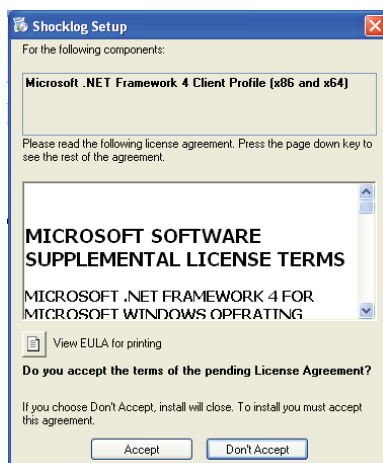 Shocklog Setup
For the following components:
Microsoft .NET Framework 4 Client Profile (x86 and x64)
Please read the following license agreement. Press the page down key to
see the rest of the agreement.
MICROSOFT SOFTWARE
SUPPLEMENTAL LICENSE TERMS
MICROSOFT .NET FRAMEWORK 4 FOR
MICROSOFT WINDOWS OPERATING
View EULA for printing
Do you accept the terms of the pending License Agreement?
If you choose Don't Accept, install will close. To install you must accept
this agreement.
Accept Don't Accept